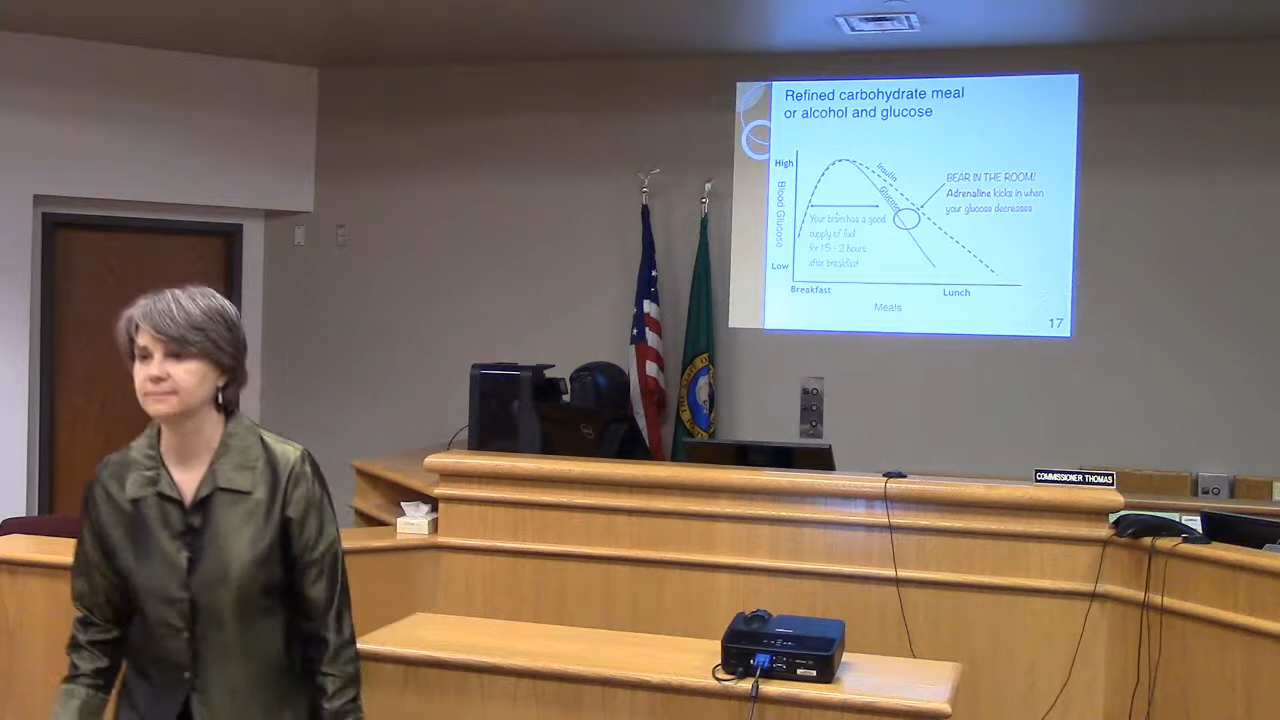 Refined carbohydrate meal
or alcohol and glucose
High
Insulin
Glucose
BEAR IN THE ROOM!
Adrenaline kicks in when
your glucose decreases
Blood Glucose
Your brain has a good
supply of fuel
for 1.5 - 2 hours
after breakfast
Low
Breakfast
Lunch
Meals
17
COMMISSIONER THOMAS
THE STATE